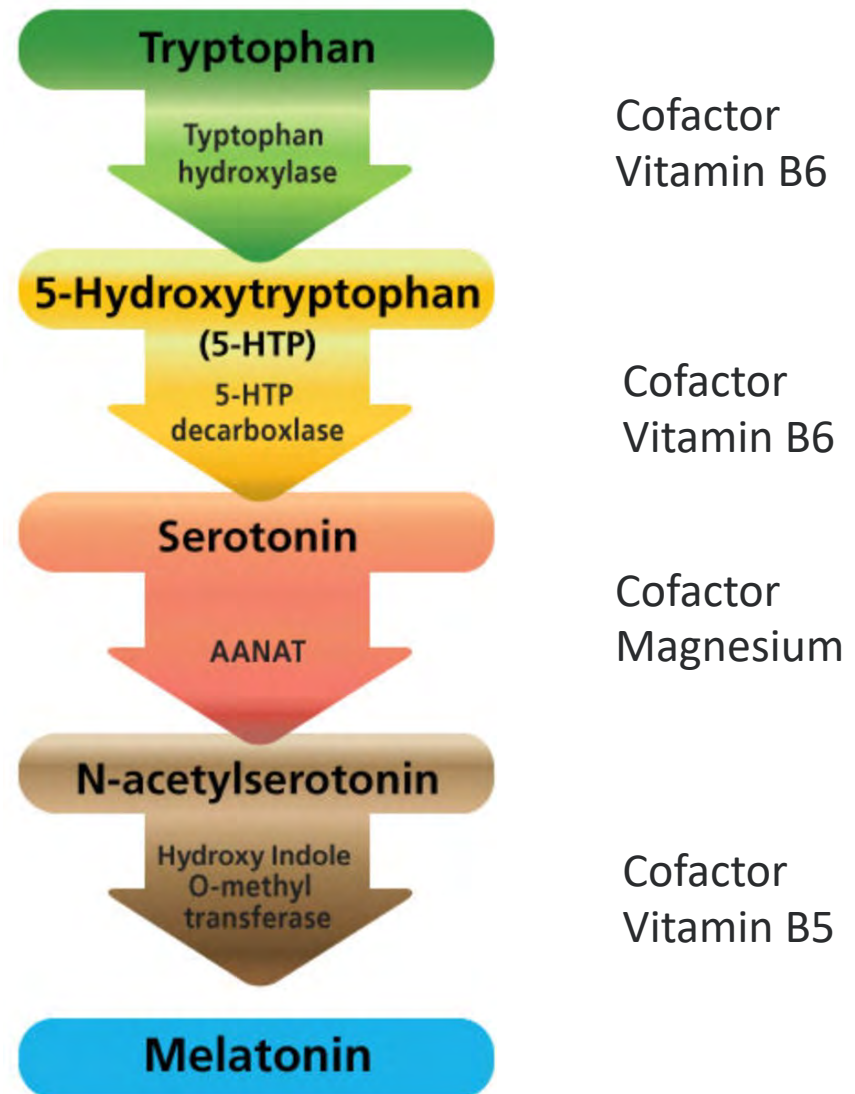 Tryptophan
Typtophan
hydroxylase
Cofactor
Vitamin B6
5-Hydroxytryptophan
(5-HTP)
5-HTP
decarboxlase
Cofactor
Vitamin B6
Serotonin
AANAT
Cofactor
Magnesium
N-acetylserotonin
Hydroxy Indole
O-methyl
transferase
Cofactor
Vitamin B5
Melatonin